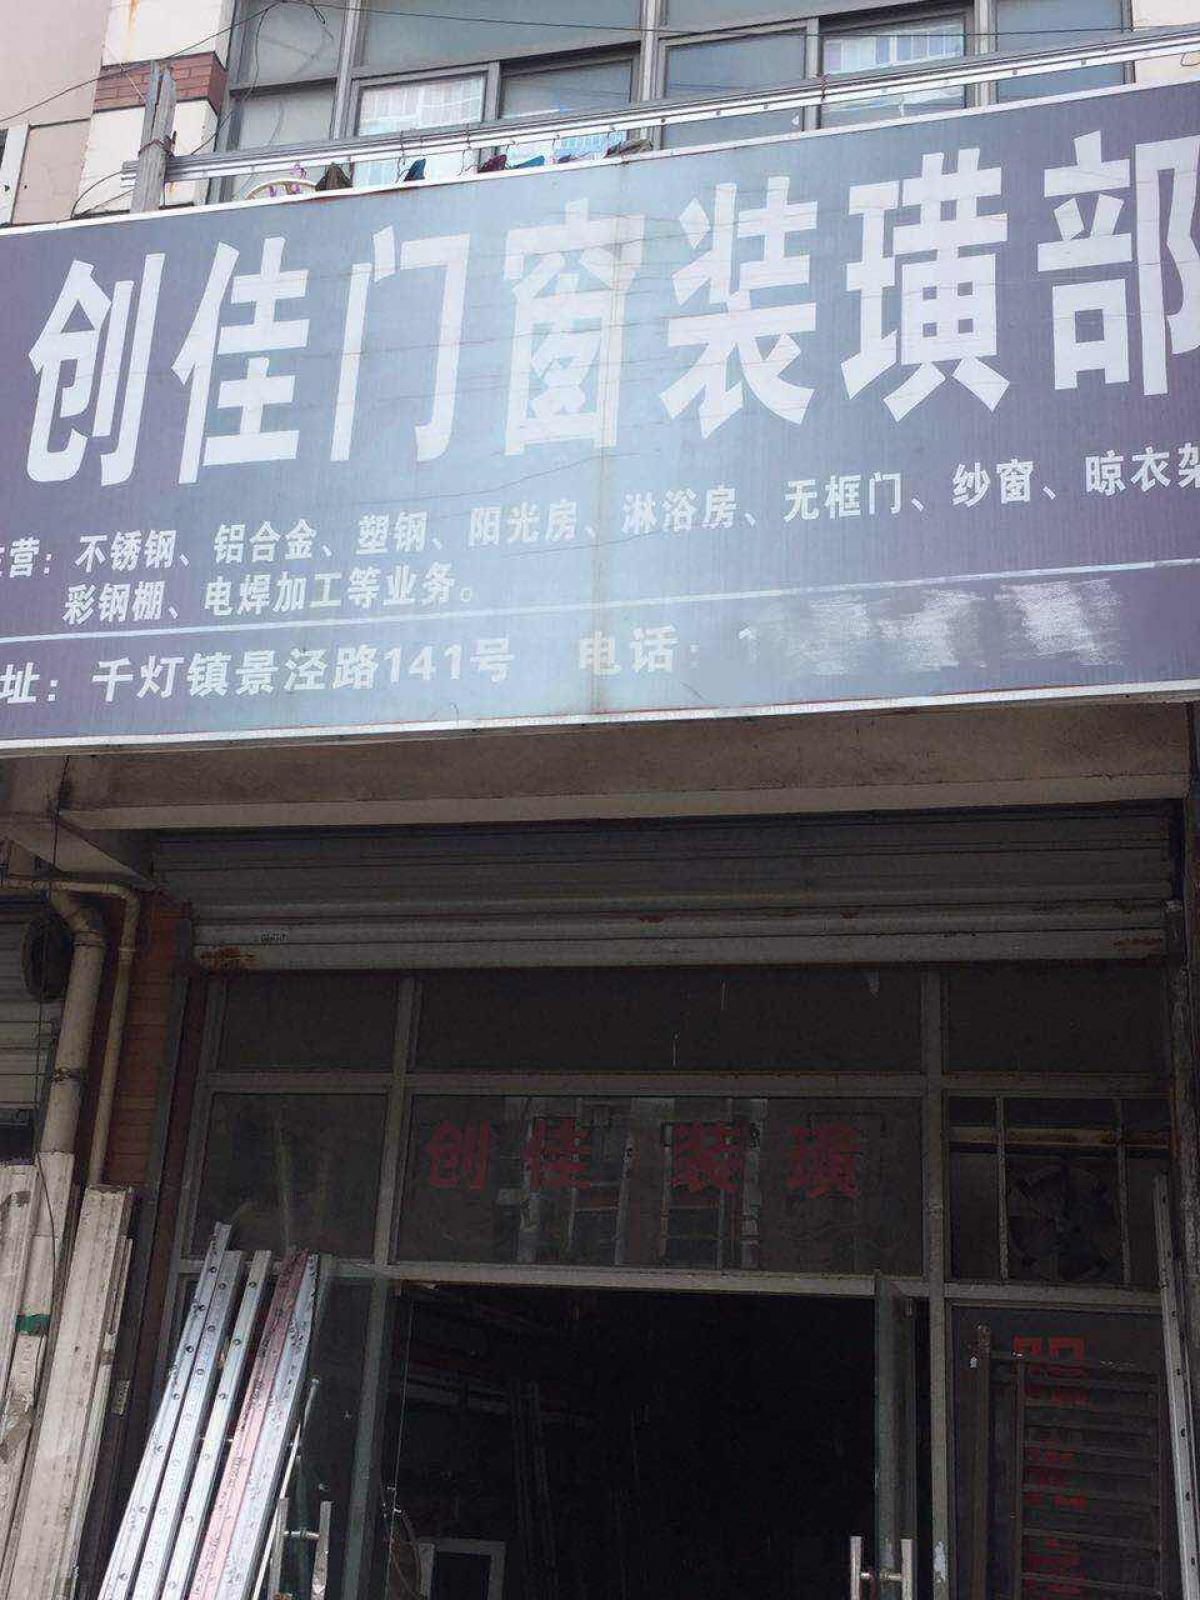 创佳门窗装璜部
营：不锈钢、铝合金、塑钢、阳光房、淋浴房、无框门、纱窗、晾衣架
彩钢棚、电焊加工等业务。
址：千灯镇景泾路141号 电话：1
创佳 装璜
阳